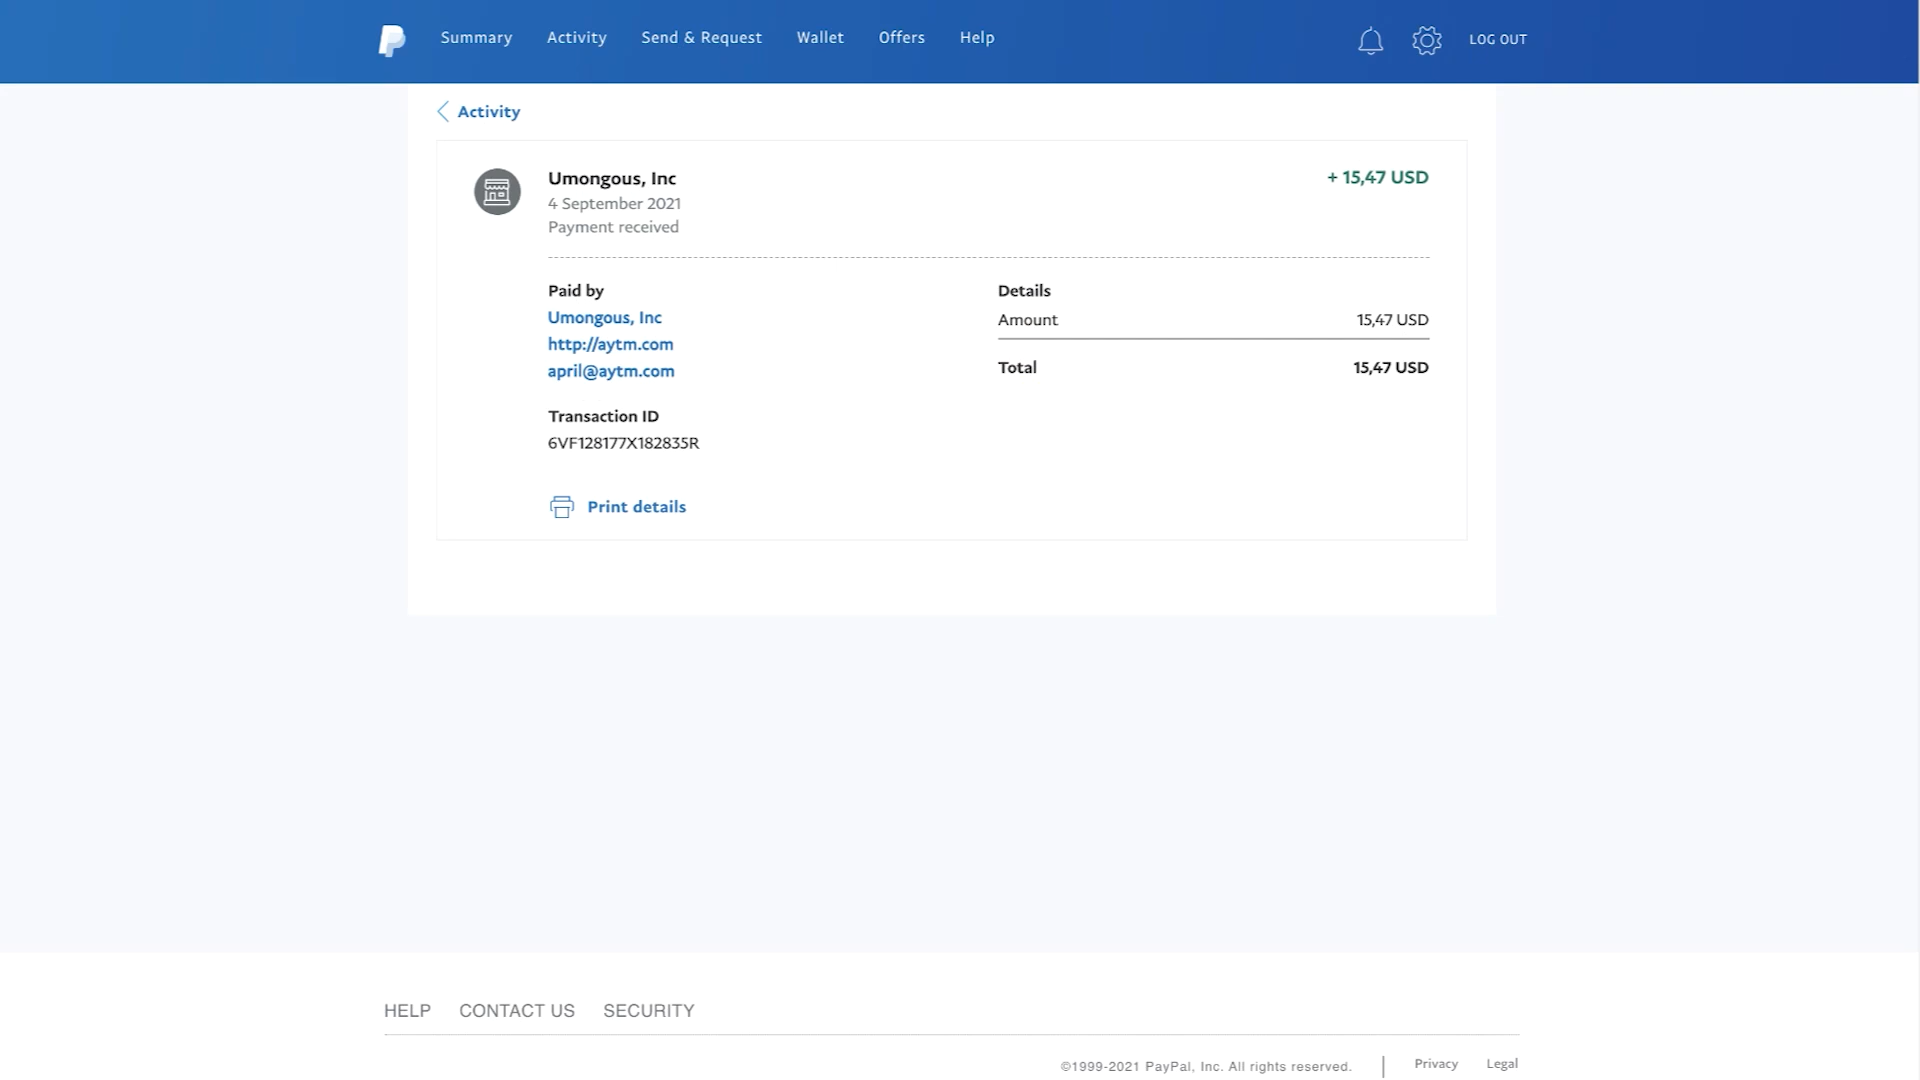 Summary Activity Send & Request Wallet Offers Help LOG OUT
Activity
Umongous, Inc + 15,47 USD
4 September 2021
Payment received
Paid by
Umongous, Inc
http://aytm.com
april@aytm.com
Transaction ID
6VF128177X182835R
Print details
Details
Amount 15,47 USD
Total 15,47 USD
HELP CONTACT US SECURITY
©1999-2021 PayPal, Inc. All rights reserved. | Privacy Legal